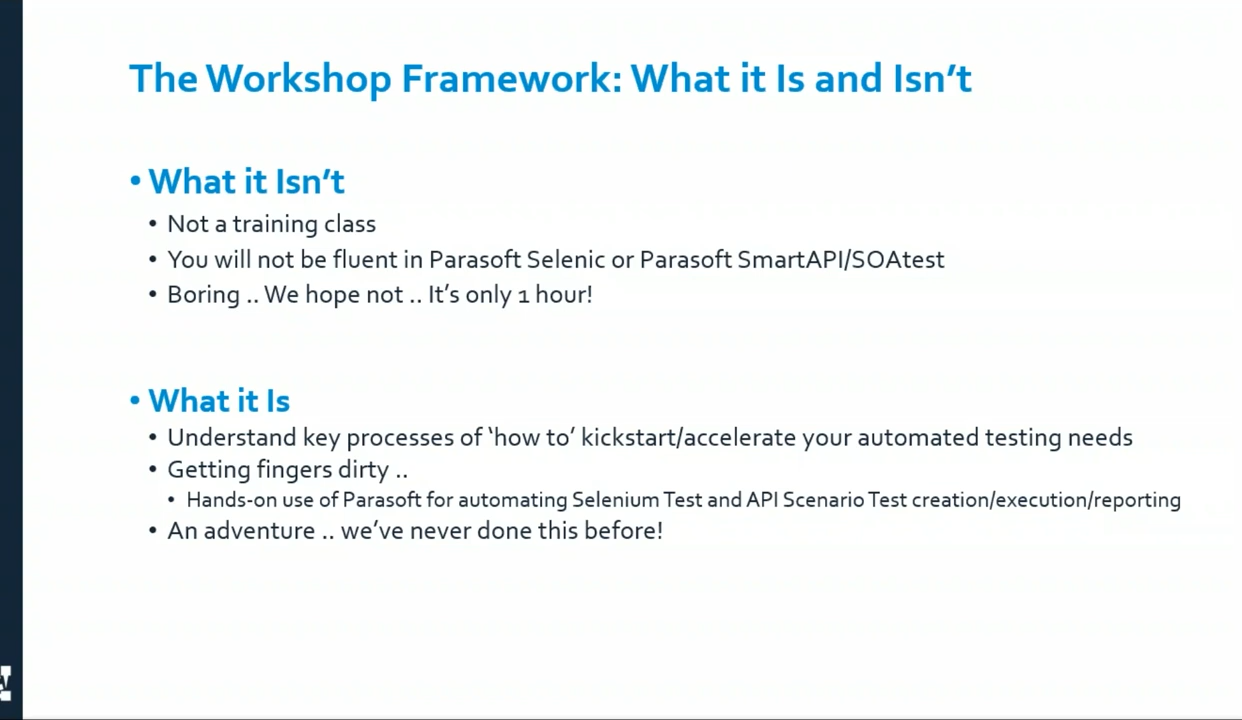 The Workshop Framework: What it Is and Isn’t
• What it Isn’t
• Not a training class
• You will not be fluent in Parasoft Selenic or Parasoft SmartAPI/SOAtest
• Boring .. We hope not .. It’s only 1 hour!
• What it Is
• Understand key processes of ‘how to’ kickstart/accelerate your automated testing needs
• Getting fingers dirty ..
• Hands-on use of Parasoft for automating Selenium Test and API Scenario Test creation/execution/reporting
• An adventure .. we’ve never done this before!